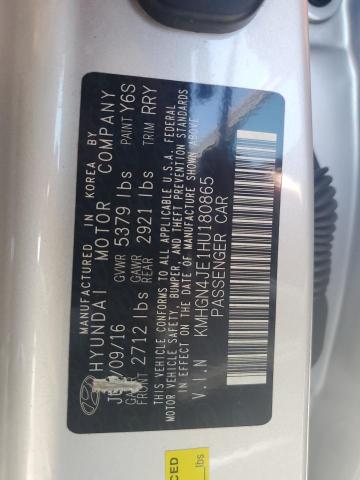 MANUFACTURED IN KOREA BY
HYUNDAI MOTOR COMPANY
09/16 GVWR 5379 lbs PAINT Y6S
FRONT 2712 lbs GAWR REAR 2921 lbs TRIM RRY
THIS VEHICLE CONFORMS TO ALL APPLICABLE U.S.A. FEDERAL
MOTOR VEHICLE SAFETY, BUMPER, AND THEFT PREVENTION STANDARDS
IN EFFECT ON THE DATE OF MANUFACTURE SHOWN ABOVE
V.I.N KMHGN4JE1HU180865
PASSENGER CAR
lbs